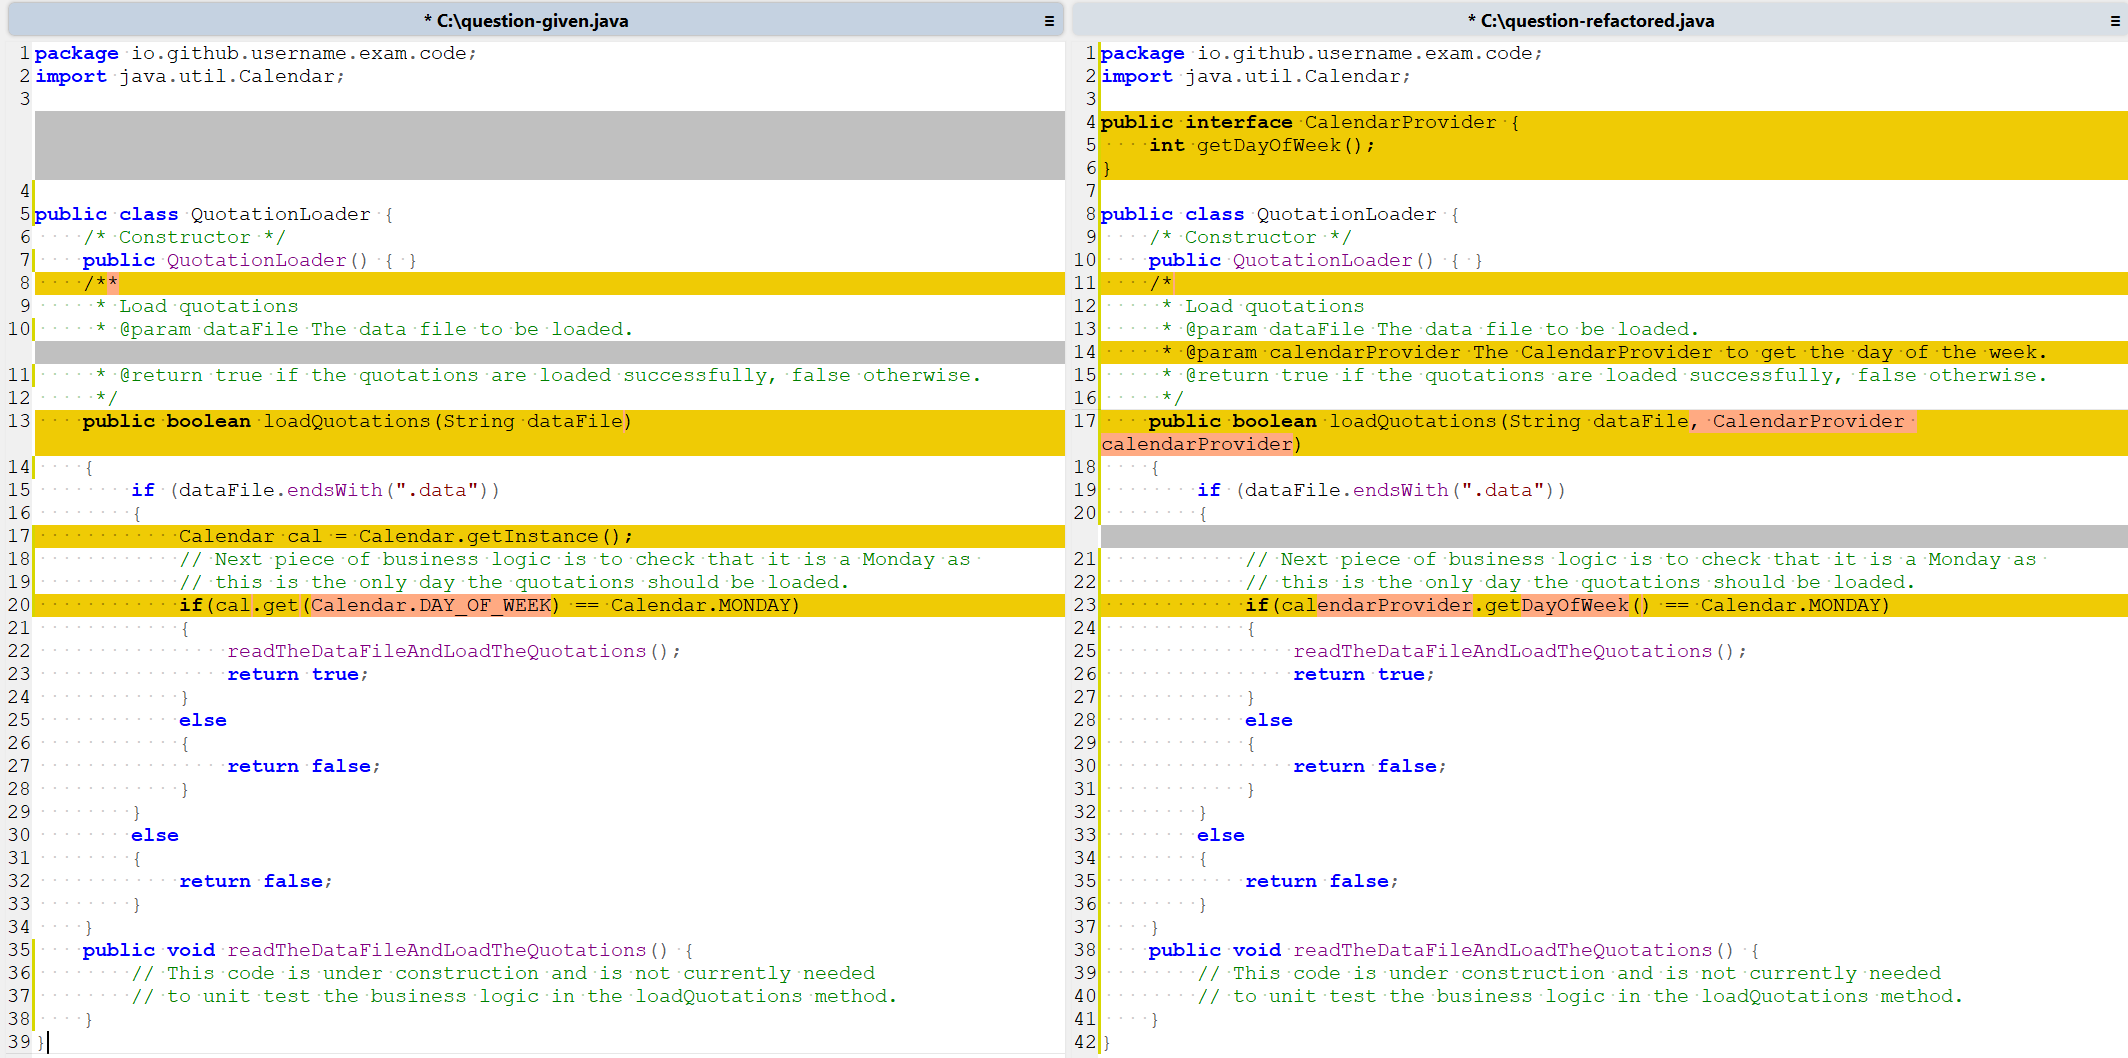 * C:\question-given.java ≡
1 package io.github.username.exam.code;
2 import java.util.Calendar;
3
4
5 public class QuotationLoader {
6     /* Constructor */
7     public QuotationLoader() { }
8     /**
9      * Load quotations
10      * @param dataFile The data file to be loaded.
11      * @return true if the quotations are loaded successfully, false otherwise.
12      */
13     public boolean loadQuotations(String dataFile)
14     {
15         if (dataFile.endsWith(".data"))
16         {
17             Calendar cal = Calendar.getInstance();
18             // Next piece of business logic is to check that it is a Monday as
19             // this is the only day the quotations should be loaded.
20             if(cal.get(Calendar.DAY_OF_WEEK) == Calendar.MONDAY)
21             {
22                 readTheDataFileAndLoadTheQuotations();
23                 return true;
24             }
25             else
26             {
27                 return false;
28             }
29         }
30         else
31         {
32             return false;
33         }
34     }
35     public void readTheDataFileAndLoadTheQuotations() {
36         // This code is under construction and is not currently needed
37         // to unit test the business logic in the loadQuotations method.
38     }
39 }
* C:\question-refactored.java ≡
1 package io.github.username.exam.code;
2 import java.util.Calendar;
3
4 public interface CalendarProvider {
5     int getDayOfWeek();
6 }
7
8 public class QuotationLoader {
9     /* Constructor */
10     public QuotationLoader() { }
11     /*
12      * Load quotations
13      * @param dataFile The data file to be loaded.
14      * @param calendarProvider The CalendarProvider to get the day of the week.
15      * @return true if the quotations are loaded successfully, false otherwise.
16      */
17     public boolean loadQuotations(String dataFile, CalendarProvider
calendarProvider)
18     {
19         if (dataFile.endsWith(".data"))
20         {
21             // Next piece of business logic is to check that it is a Monday as
22             // this is the only day the quotations should be loaded.
23             if(calendarProvider.getDayOfWeek() == Calendar.MONDAY)
24             {
25                 readTheDataFileAndLoadTheQuotations();
26                 return true;
27             }
28             else
29             {
30                 return false;
31             }
32         }
33         else
34         {
35             return false;
36         }
37     }
38     public void readTheDataFileAndLoadTheQuotations() {
39         // This code is under construction and is not currently needed
40         // to unit test the business logic in the loadQuotations method.
41     }
42 }